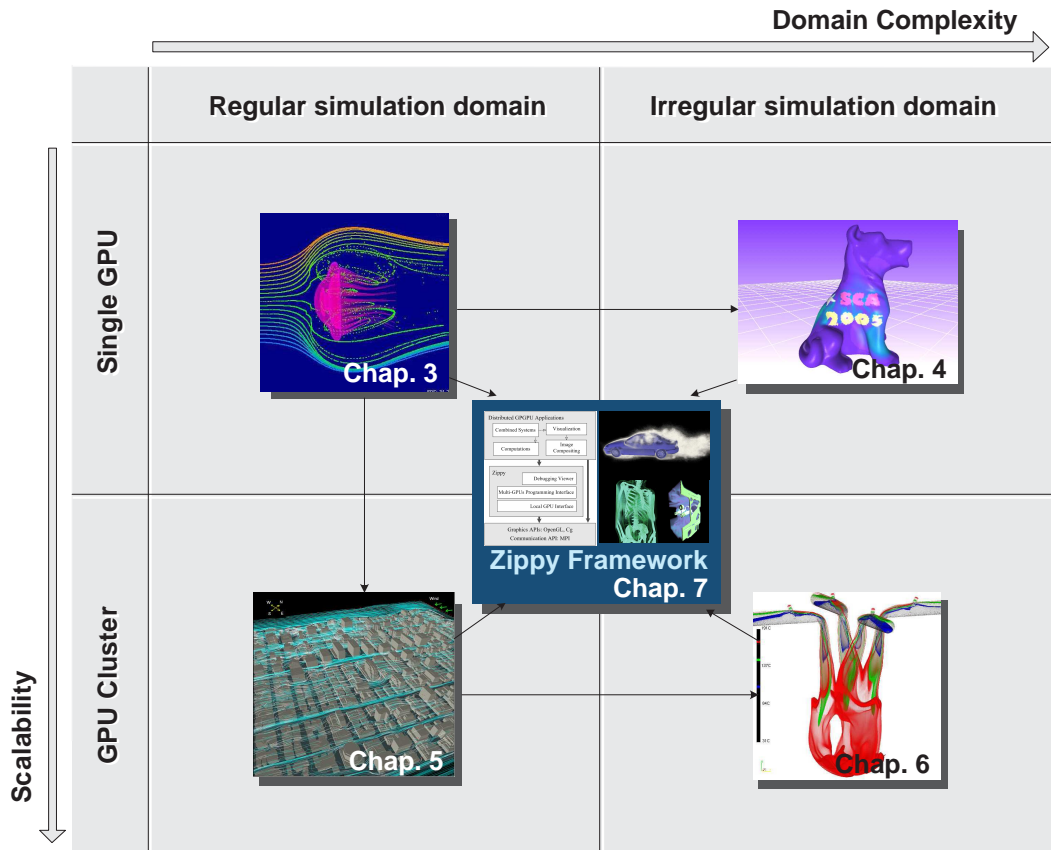 Domain Complexity
Regular simulation domain
Irregular simulation domain
Single GPU
GPU Cluster
Scalability
Chap. 3
SCA
2005
Chap. 4
Distributed GPGPU Applications
Combined Systems
Visualization
Computations
Image
Compositing
Zippy
Debugging Viewer
Multi-GPUs Programming Interface
Local GPU Interface
Graphics APIs: OpenGL, Cg
Communication API: MPI
Zippy Framework
Chap. 7
W N
S E
Wind
Chap. 5
Chap. 6